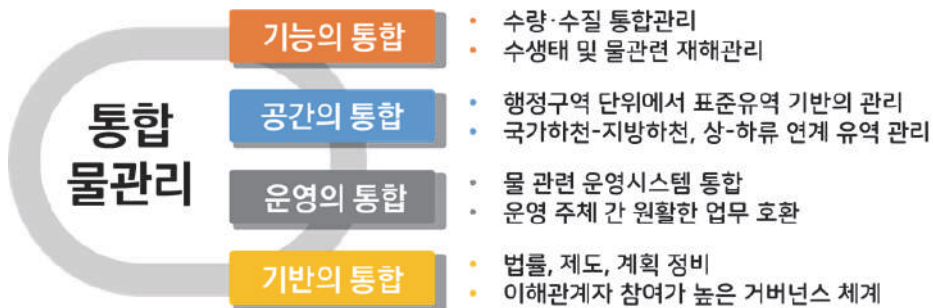 통합
물관리
기능의 통합
• 수량·수질 통합관리
• 수생태 및 물관련 재해관리
공간의 통합
• 행정구역 단위에서 표준유역 기반의 관리
• 국가하천-지방하천, 상-하류 연계 유역 관리
운영의 통합
• 물 관련 운영시스템 통합
• 운영 주체 간 원활한 업무 호환
기반의 통합
• 법률, 제도, 계획 정비
• 이해관계자 참여가 높은 거버넌스 체계